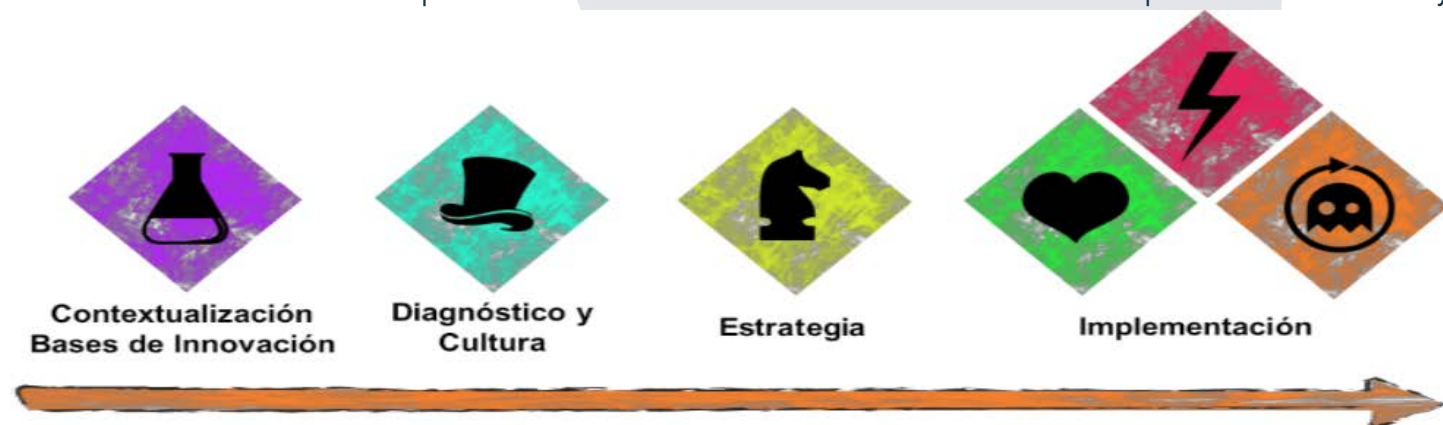 Contextualización
Bases de Innovación
Diagnóstico y
Cultura
Estrategia
Implementación